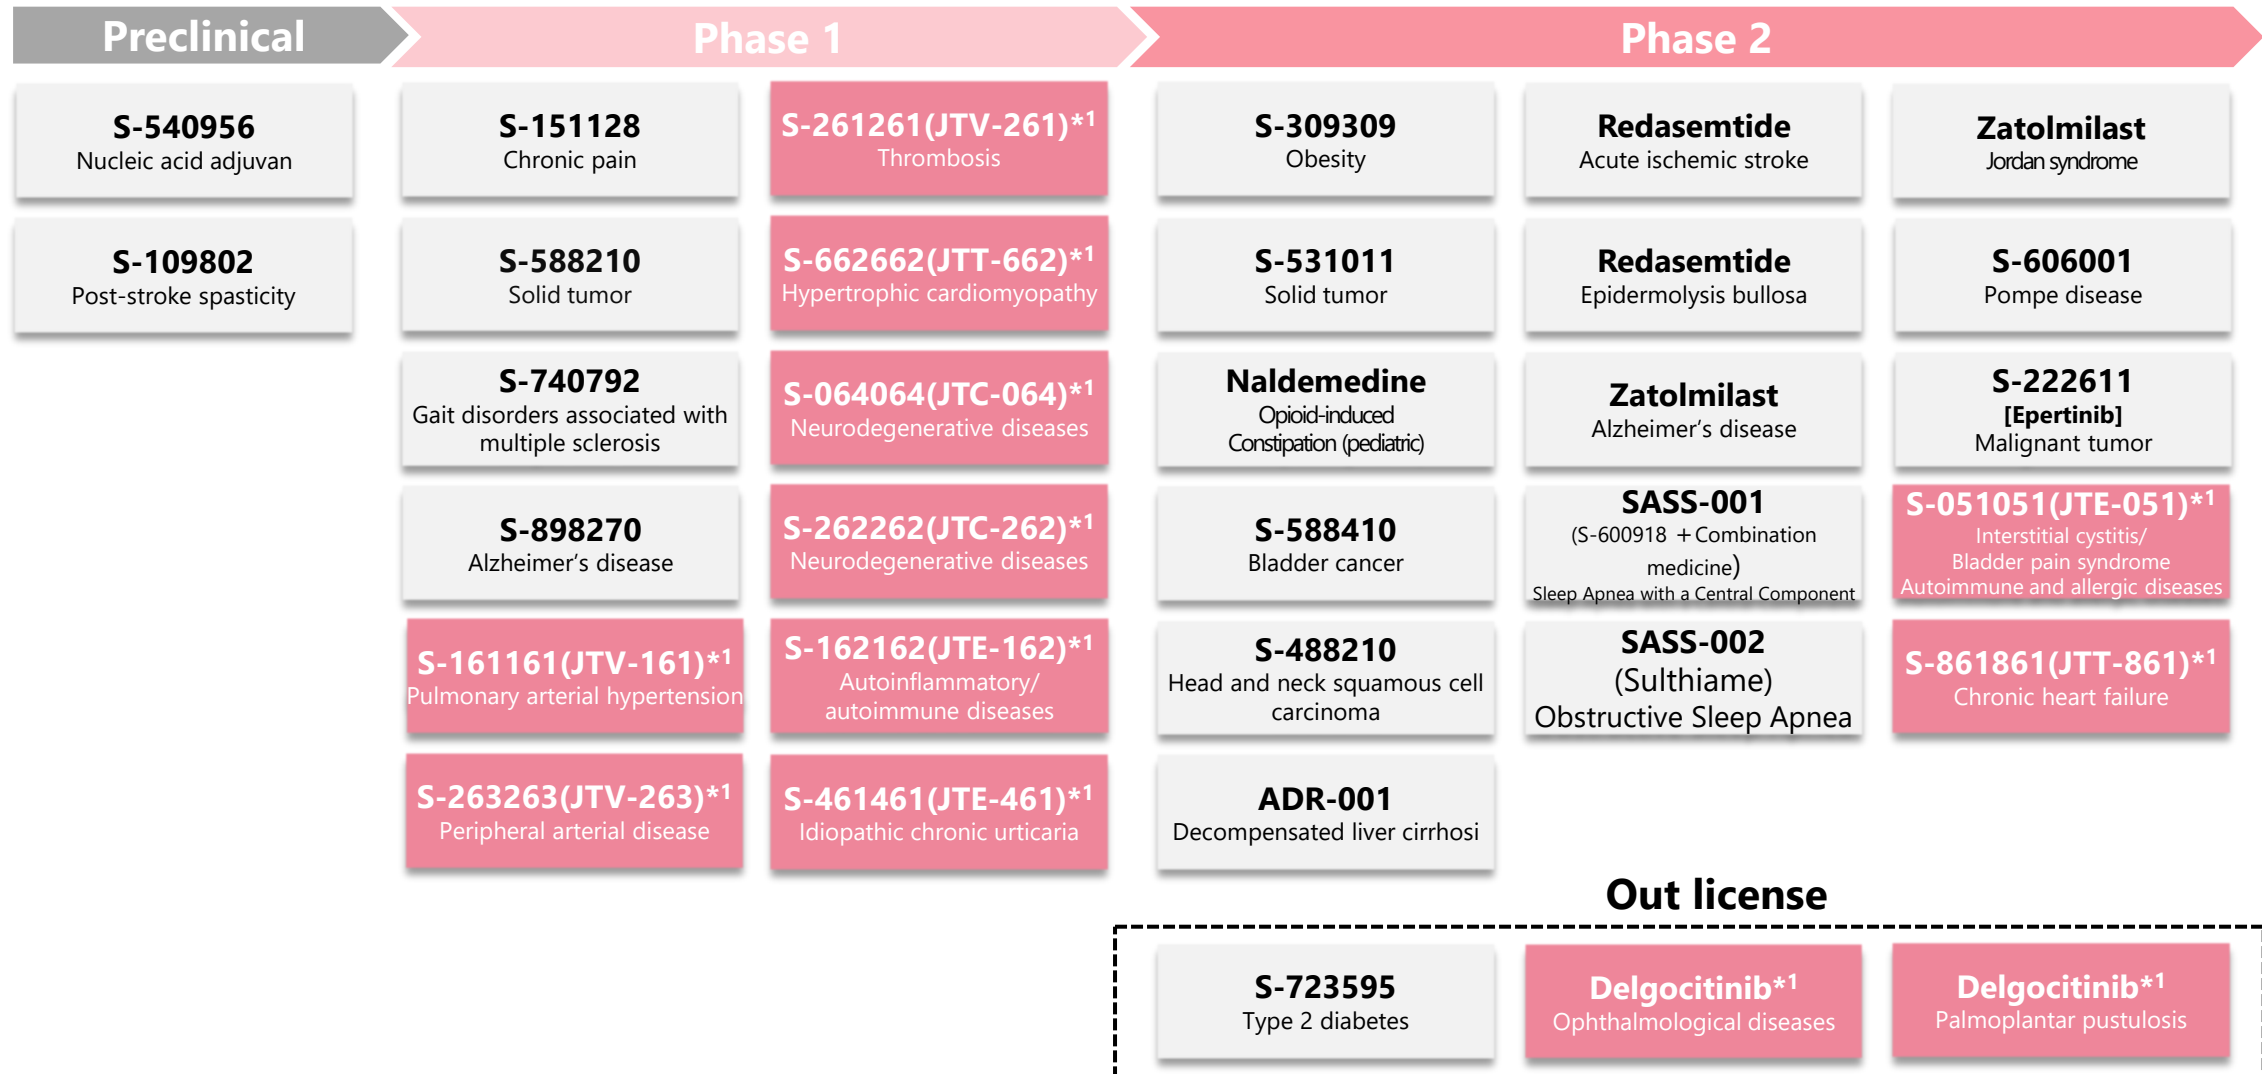 Preclinical
Phase 1
Phase 2
S-540956
Nucleic acid adjuvan
S-109802
Post-stroke spasticity
S-151128
Chronic pain
S-588210
Solid tumor
S-740792
Gait disorders associated with
multiple sclerosis
S-898270
Alzheimer’s disease
S-161161(JTV-161)*1
Pulmonary arterial hypertension
S-263263(JTV-263)*1
Peripheral arterial disease
S-261261(JTV-261)*1
Thrombosis
S-662662(JTT-662)*1
Hypertrophic cardiomyopathy
S-064064(JTC-064)*1
Neurodegenerative diseases
S-262262(JTC-262)*1
Neurodegenerative diseases
S-162162(JTE-162)*1
Autoinflammatory/
autoimmune diseases
S-461461(JTE-461)*1
Idiopathic chronic urticaria
S-309309
Obesity
S-531011
Solid tumor
Naldemedine
Opioid-induced
Constipation (pediatric)
S-588410
Bladder cancer
S-488210
Head and neck squamous cell
carcinoma
ADR-001
Decompensated liver cirrhosi
Redasemtide
Acute ischemic stroke
Redasemtide
Epidermolysis bullosa
Zatolmilast
Alzheimer’s disease
SASS-001
(S-600918 +Combination
medicine)
Sleep Apnea with a Central Component
SASS-002
(Sulthiame)
Obstructive Sleep Apnea
Zatolmilast
Jordan syndrome
S-606001
Pompe disease
S-222611
[Epertinib]
Malignant tumor
S-051051(JTE-051)*1
Interstitial cystitis/
Bladder pain syndrome
Autoimmune and allergic diseases
S-861861(JTT-861)*1
Chronic heart failure
Out license
S-723595
Type 2 diabetes
Delgocitinib*1
Ophthalmological diseases
Delgocitinib*1
Palmoplantar pustulosis